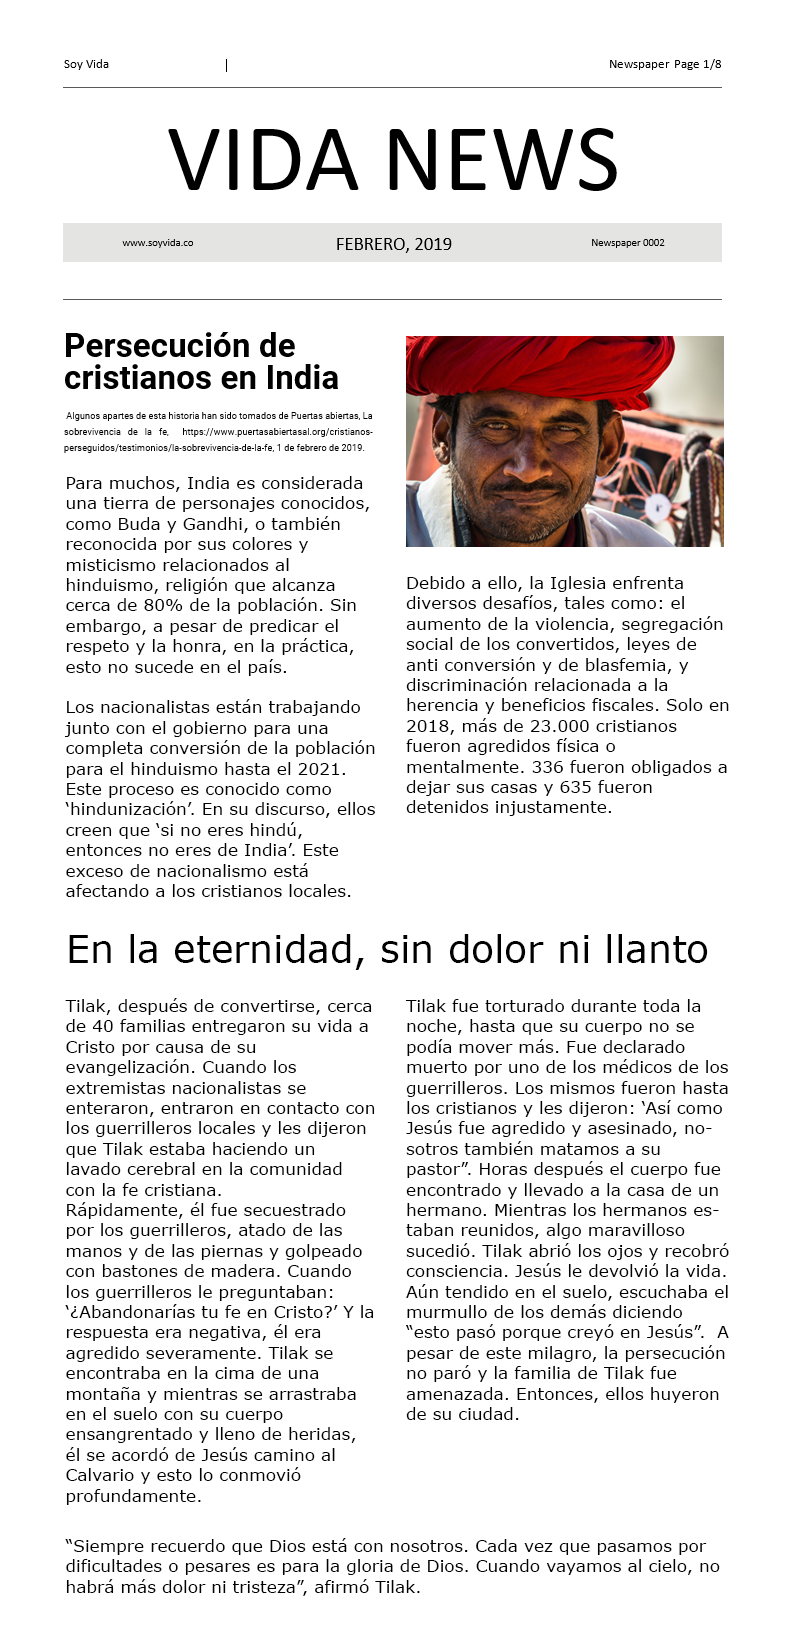 Soy Vida | Newspaper Page 1/8
VIDA NEWS
www.soyvida.co FEBRERO, 2019 Newspaper 0002
Persecución de
cristianos en India
Algunos apartes de esta historia han sido tomados de Puertas abiertas, La
sobrevivencia de la fe, https://www.puertasabiertasal.org/cristianos-
perseguidos/testimonios/la-sobrevivencia-de-la-fe, 1 de febrero de 2019.
Para muchos, India es considerada
una tierra de personajes conocidos,
como Buda y Gandhi, o también
reconocida por sus colores y
misticismo relacionados al
hinduismo, religión que alcanza
cerca de 80% de la población. Sin
embargo, a pesar de predicar el
respeto y la honra, en la práctica,
esto no sucede en el país.
Los nacionalistas están trabajando
junto con el gobierno para una
completa conversión de la población
para el hinduismo hasta el 2021.
Este proceso es conocido como
‘hindunización’. En su discurso, ellos
creen que ‘si no eres hindú,
entonces no eres de India’. Este
exceso de nacionalismo está
afectando a los cristianos locales.
Debido a ello, la Iglesia enfrenta
diversos desafíos, tales como: el
aumento de la violencia, segregación
social de los convertidos, leyes de
anti conversión y de blasfemia, y
discriminación relacionada a la
herencia y beneficios fiscales. Solo en
2018, más de 23.000 cristianos
fueron agredidos física o
mentalmente. 336 fueron obligados a
dejar sus casas y 635 fueron
detenidos injustamente.
En la eternidad, sin dolor ni llanto
Tilak, después de convertirse, cerca
de 40 familias entregaron su vida a
Cristo por causa de su
evangelización. Cuando los
extremistas nacionalistas se
enteraron, entraron en contacto con
los guerrilleros locales y les dijeron
que Tilak estaba haciendo un
lavado cerebral en la comunidad
con la fe cristiana.
Rápidamente, él fue secuestrado
por los guerrilleros, atado de las
manos y de las piernas y golpeado
con bastones de madera. Cuando
los guerrilleros le preguntaban:
‘¿Abandonarías tu fe en Cristo?’ Y la
respuesta era negativa, él era
agredido severamente. Tilak se
encontraba en la cima de una
montaña y mientras se arrastraba
en el suelo con su cuerpo
ensangrentado y lleno de heridas,
él se acordó de Jesús camino al
Calvario y esto lo conmovió
profundamente.
Tilak fue torturado durante toda la
noche, hasta que su cuerpo no se
podía mover más. Fue declarado
muerto por uno de los médicos de los
guerrilleros. Los mismos fueron hasta
los cristianos y les dijeron: ‘Así como
Jesús fue agredido y asesinado, no-
sotros también matamos a su
pastor”. Horas después el cuerpo fue
encontrado y llevado a la casa de un
hermano. Mientras los hermanos es-
taban reunidos, algo maravilloso
sucedió. Tilak abrió los ojos y recobró
consciencia. Jesús le devolvió la vida.
Aún tendido en el suelo, escuchaba el
murmullo de los demás diciendo
“esto pasó porque creyó en Jesús”. A
pesar de este milagro, la persecución
no paró y la familia de Tilak fue
amenazada. Entonces, ellos huyeron
de su ciudad.
“Siempre recuerdo que Dios está con nosotros. Cada vez que pasamos por
dificultades o pesares es para la gloria de Dios. Cuando vayamos al cielo, no
habrá más dolor ni tristeza”, afirmó Tilak.